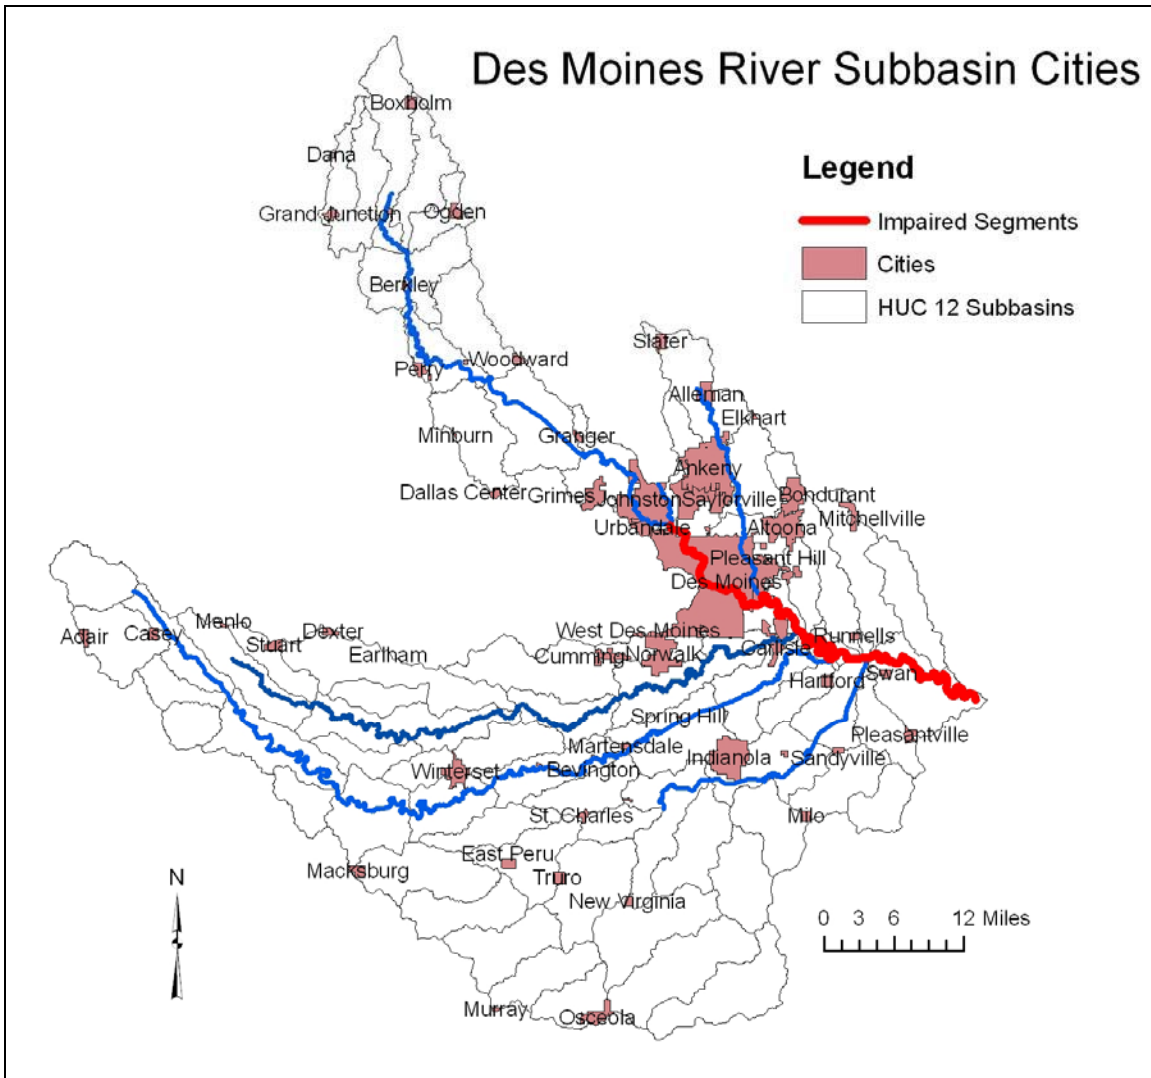 Des Moines River Subbasin Cities
Boxholm
Dana
Legend
Grand Junction
Ogden
Impaired Segments
Cities
Berkley
HUC 12 Subbasins
Slater
Woodward
Perry
Alleman
Elkhart
Minburn
Granger
Ankeny
Dallas Center
Grimes
Johnston
Saylorville
Bondurant
Mitchellville
Urbandale
Altoona
Pleasant Hill
Des Moines
Menlo
Adair
Casey
Stuart
Dexter
Earlham
West Des Moines
Runnells
Cumming
Norwalk
Carlisle
Hartford
Swan
Spring Hill
Pleasantville
Martensdale
Indianola
Sandyville
Winterset
Bevington
St. Charles
Milo
East Peru
Macksburg
Truro
N
New Virginia
0 3 6 12 Miles
Murray
Osceola